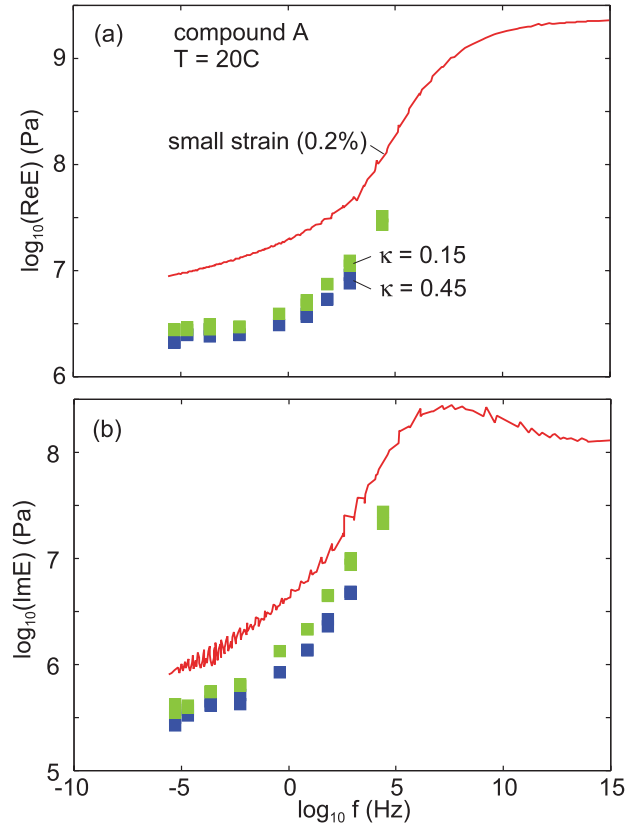 (a)
compound A
T = 20C
9
8
7
6
log₁₀(ReE) (Pa)
small strain (0.2%)
κ = 0.15
κ = 0.45
(b)
8
7
6
5
log₁₀(ImE) (Pa)
-10 -5 0 5 10 15
log₁₀ f (Hz)